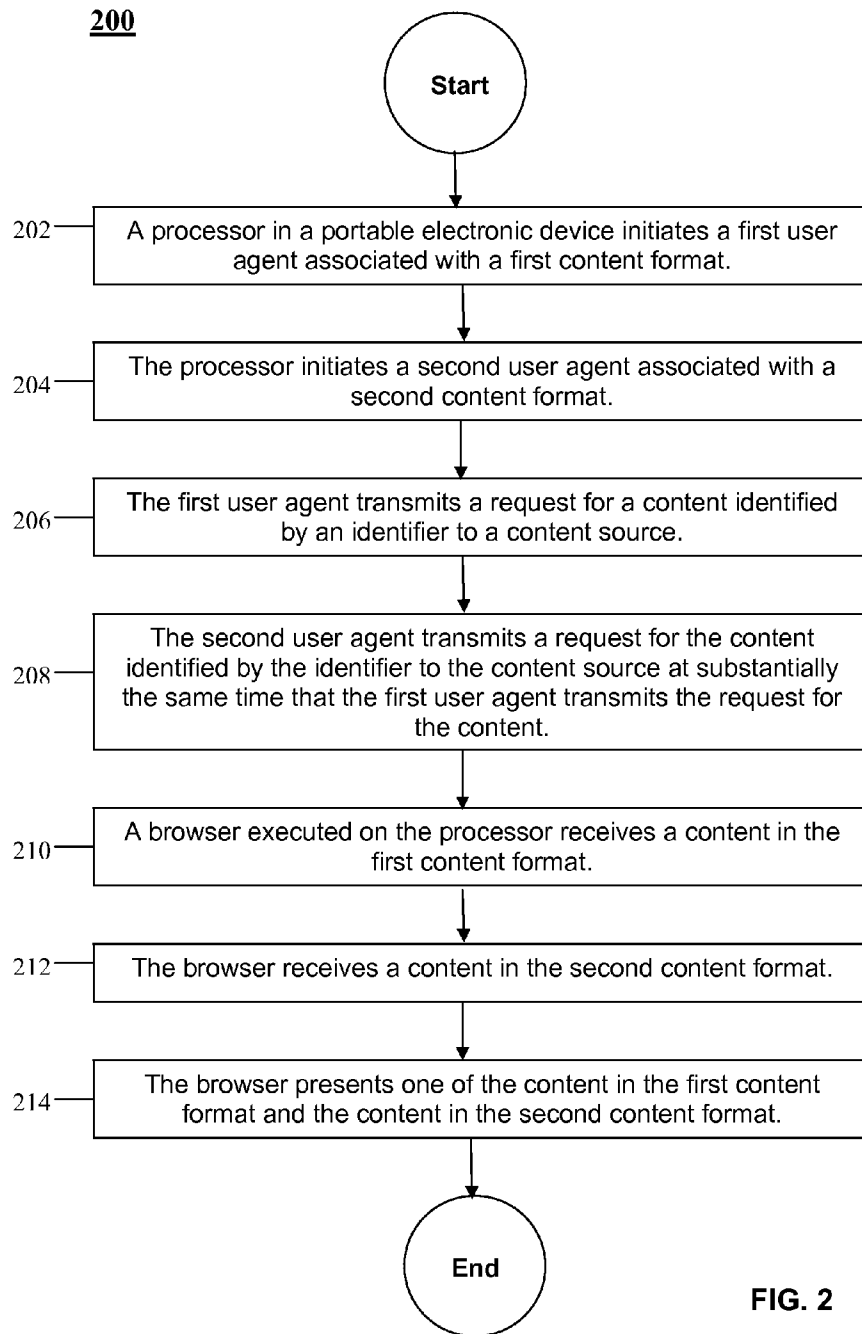 200
Start
202
A processor in a portable electronic device initiates a first user
agent associated with a first content format.
204
The processor initiates a second user agent associated with a
second content format.
206
The first user agent transmits a request for a content identified
by an identifier to a content source.
208
The second user agent transmits a request for the content
identified by the identifier to the content source at substantially
the same time that the first user agent transmits the request for
the content.
210
A browser executed on the processor receives a content in the
first content format.
212
The browser receives a content in the second content format.
214
The browser presents one of the content in the first content
format and the content in the second content format.
End
FIG. 2